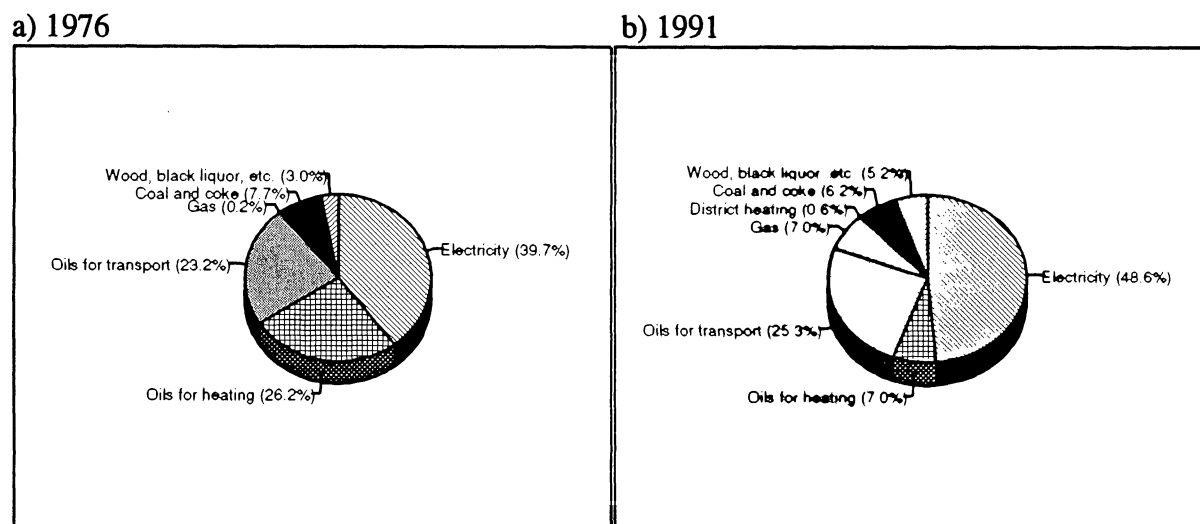 a) 1976
Wood, black liquor, etc. (3.0%)
Coal and coke (7.7%)
Gas (0.2%)
Electricity (39.7%)
Oils for transport (23.2%)
Oils for heating (26.2%)
b) 1991
Wood, black liquor etc (5.2%)
Coal and coke (6.2%)
District heating (0.6%)
Gas (7.0%)
Electricity (48.6%)
Oils for transport (25.3%)
Oils for heating (7.0%)